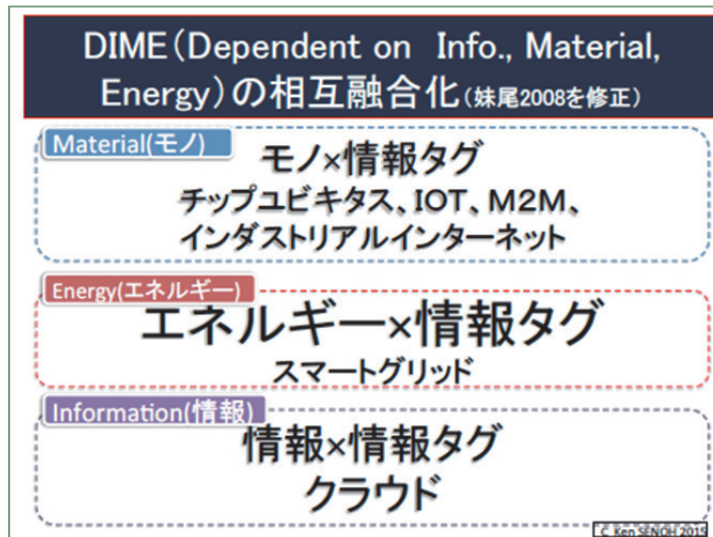 DIME（Dependent on Info., Material,
Energy）の相互融合化（妹尾2008を修正）
Material(モノ)
モノ×情報タグ
チップユビキタス、IOT、M2M、
インダストリアルインターネット
Energy(エネルギー)
エネルギー×情報タグ
スマートグリッド
Information(情報)
情報×情報タグ
クラウド
C. Ken SENOH 2015